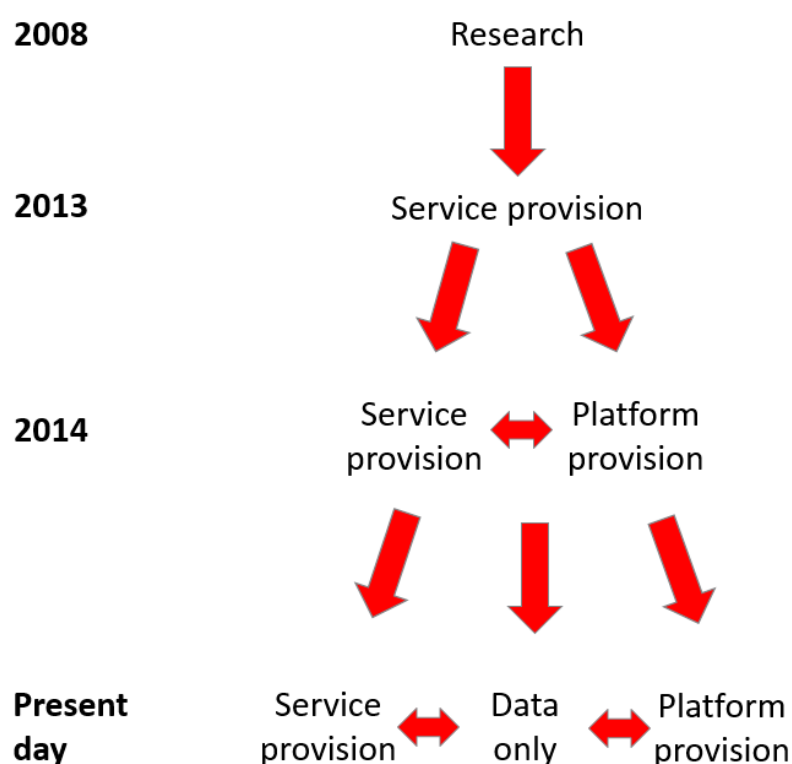 2008 Research
2013 Service provision
2014
Service Platform
provision provision
Present Service Data Platform
day provision only provision